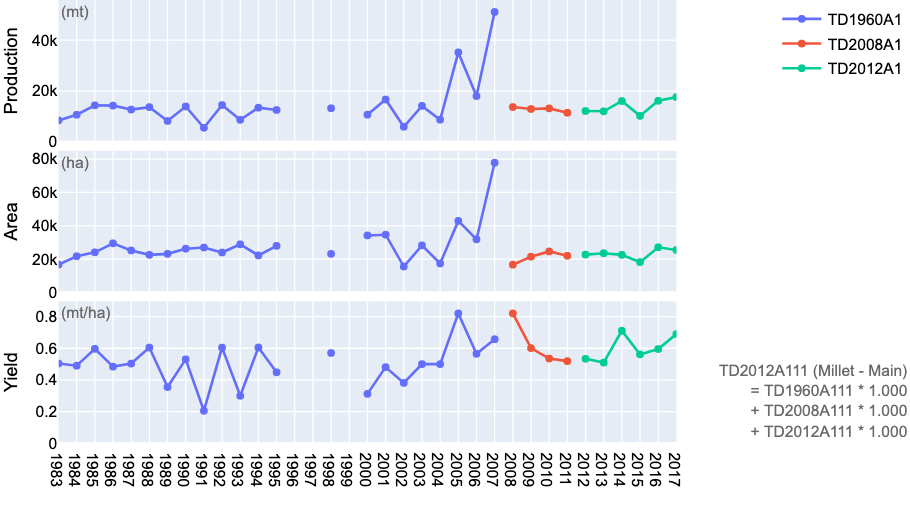 (mt)
Production
40k
20k
0
TD1960A1
TD2008A1
TD2012A1
(ha)
Area
80k
60k
40k
20k
0
(mt/ha)
Yield
0.8
0.6
0.4
0.2
0
1983 1984 1985 1986 1987 1988 1989 1990 1991 1992 1993 1994 1995 1996 1997 1998 1999 2000 2001 2002 2003 2004 2005 2006 2007 2008 2009 2010 2011 2012 2013 2014 2015 2016 2017
TD2012A111 (Millet - Main)
= TD1960A111 * 1.000
+ TD2008A111 * 1.000
+ TD2012A111 * 1.000